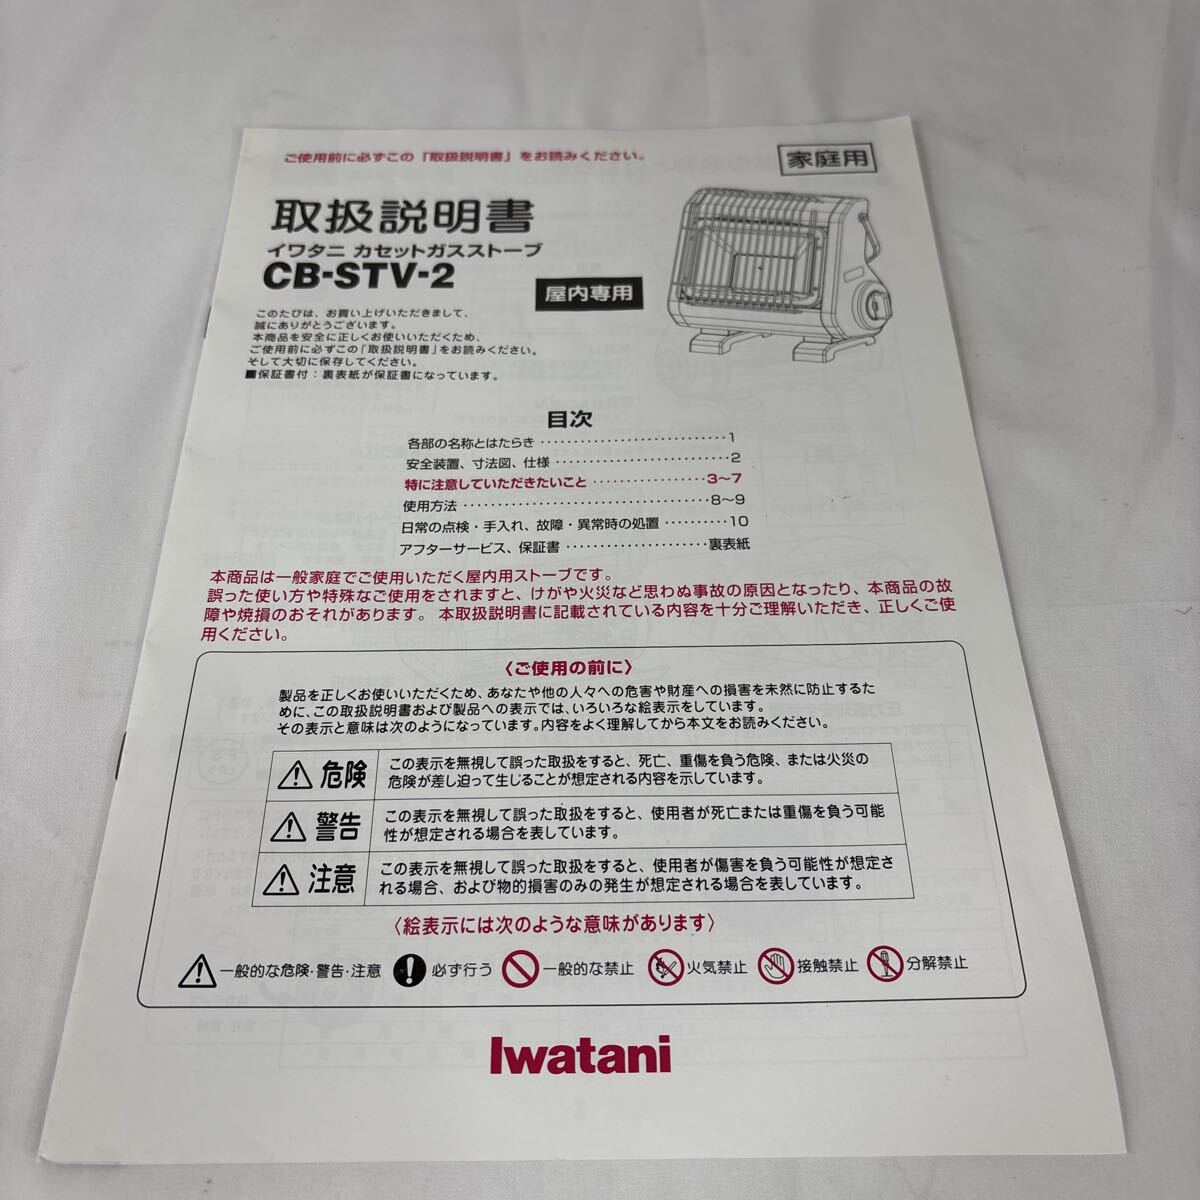 ご使用前に必ずこの「取扱説明書」をお読みください。
家庭用
取扱説明書
イワタニ カセットガスストーブ
CB-STV-2
屋内専用
このたびは、お買い上げいただきまして、
誠にありがとうございます。
本商品を安全に正しくお使いいただくため、
ご使用前に必ずこの「取扱説明書」をお読みください。
そして大切に保存してください。
■保証書付：裏表紙が保証書になっています。
目次
各部の名称とはたらき ････････････････････････････ 1
安全装置、寸法図、仕様 ･･････････････････････････ 2
特に注意していただきたいこと ･････････････････ 3～7
使用方法 ･････････････････････････････････････ 8～9
日常の点検・手入れ、故障・異常時の処置 ･･････････ 10
アフターサービス、保証書 ･････････････････････ 裏表紙
本商品は一般家庭でご使用いただく屋内用ストーブです。
誤った使い方や特殊なご使用をされますと、けがや火災など思わぬ事故の原因となったり、本商品の故
障や焼損のおそれがあります。 本取扱説明書に記載されている内容を十分ご理解いただき、正しくご使
用ください。
〈ご使用の前に〉
製品を正しくお使いいただくため、あなたや他の人々への危害や財産への損害を未然に防止するた
めに、この取扱説明書および製品への表示では、いろいろな絵表示をしています。
その表示と意味は次のようになっています。内容をよく理解してから本文をお読みください。
危険
この表示を無視して誤った取扱をすると、死亡、重傷を負う危険、または火災の
危険が差し迫って生じることが想定される内容を示しています。
警告
この表示を無視して誤った取扱をすると、使用者が死亡または重傷を負う可能
性が想定される場合を表しています。
注意
この表示を無視して誤った取扱をすると、使用者が傷害を負う可能性が想定さ
れる場合、および物的損害のみの発生が想定される場合を表しています。
〈絵表示には次のような意味があります〉
一般的な危険・警告・注意 必ず行う 一般的な禁止 火気禁止 接触禁止 分解禁止
Iwatani